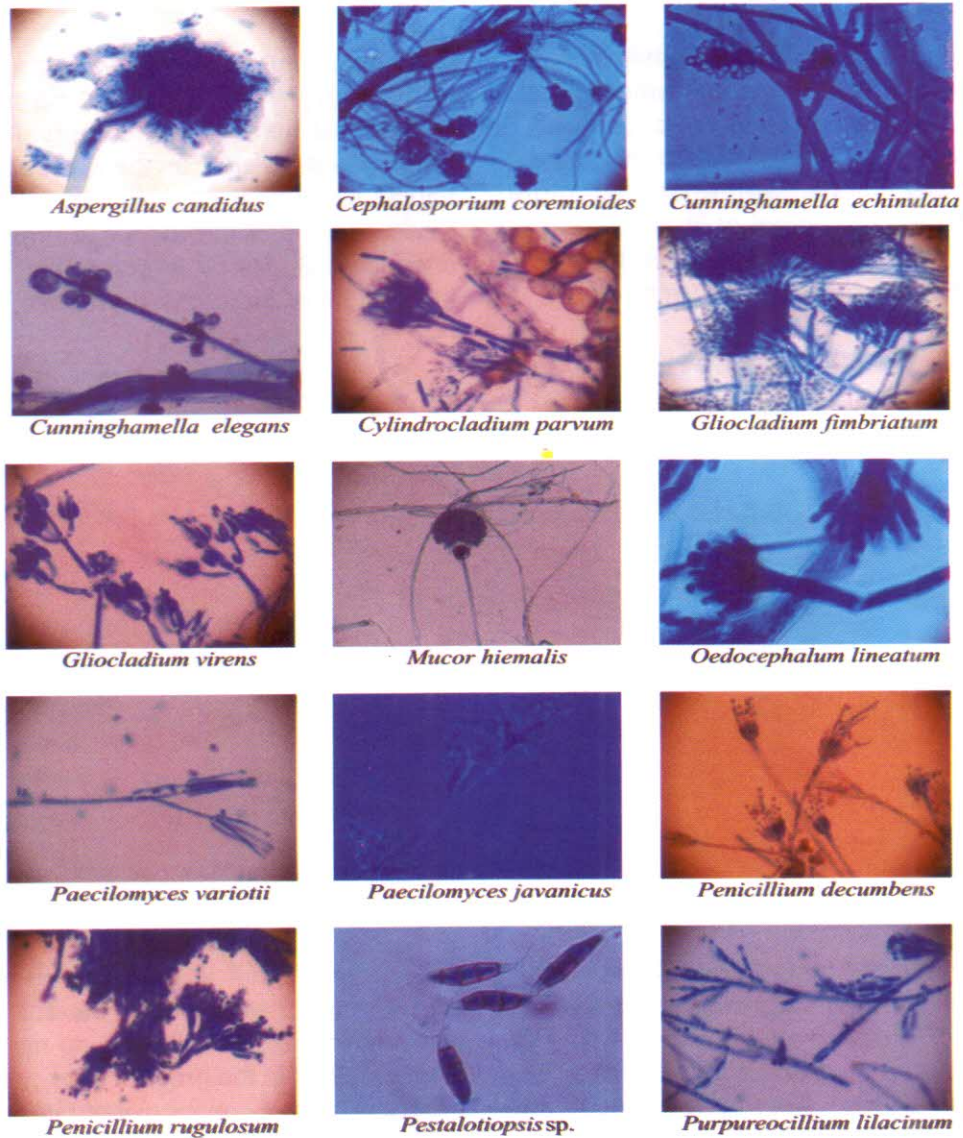 Aspergillus candidus Cephalosporium coremioides Cunninghamella echinulata
Cunninghamella elegans Cylindrocladium parvum Gliocladium fimbriatum
Gliocladium virens Mucor hiemalis Oedocephalum lineatum
Paecilomyces variotii Paecilomyces javanicus Penicillium decumbens
Penicillium rugulosum Pestalotiopsis sp. Purpureocillium lilacinum